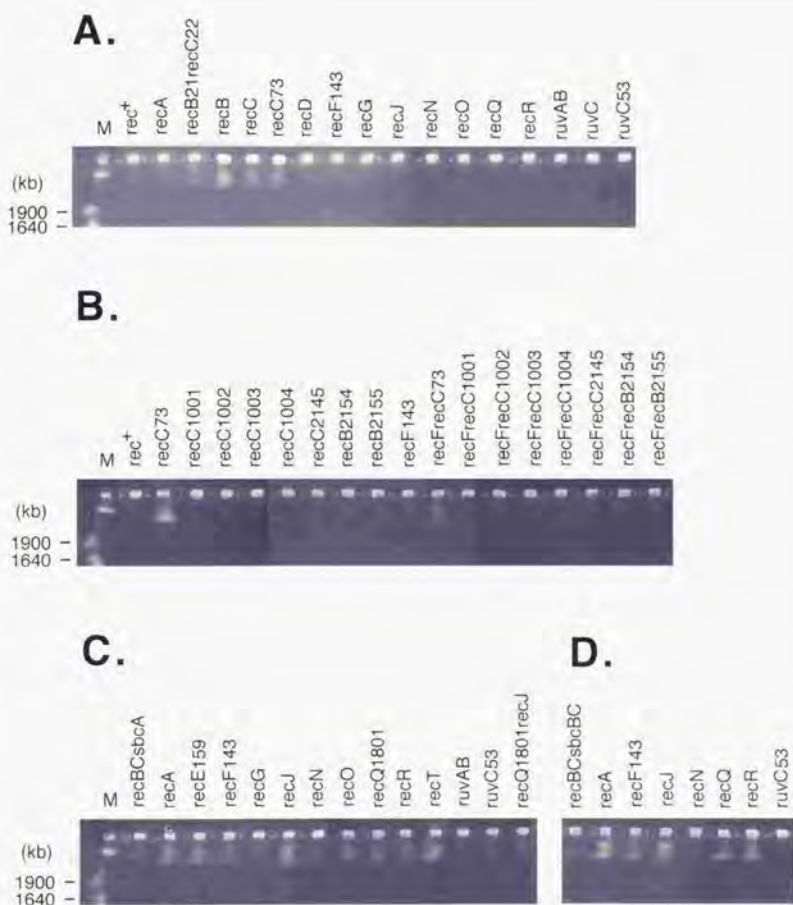 A.
M rec+ recA recB21recC22 recB recC recC73 recD recF143 recG recJ recN recO recQ recR ruvAB ruvC ruvC53
(kb)
1900
1640
B.
M rec+ recC73 recC1001 recC1002 recC1003 recC1004 recC2145 recB2154 recB2155 recF143 recFrecC73 recFrecC1001 recFrecC1002 recFrecC1003 recFrecC1004 recFrecC2145 recFrecB2154 recFrecB2155
(kb)
1900
1640
C.
M recBCsbcA recA recE159 recF143 recG recJ recN recO recQ1801 recR recT ruvAB ruvC53 recQ1801recJ
(kb)
1900
1640
D.
recBCsbcBC recA recF143 recJ recN recQ recR ruvC53